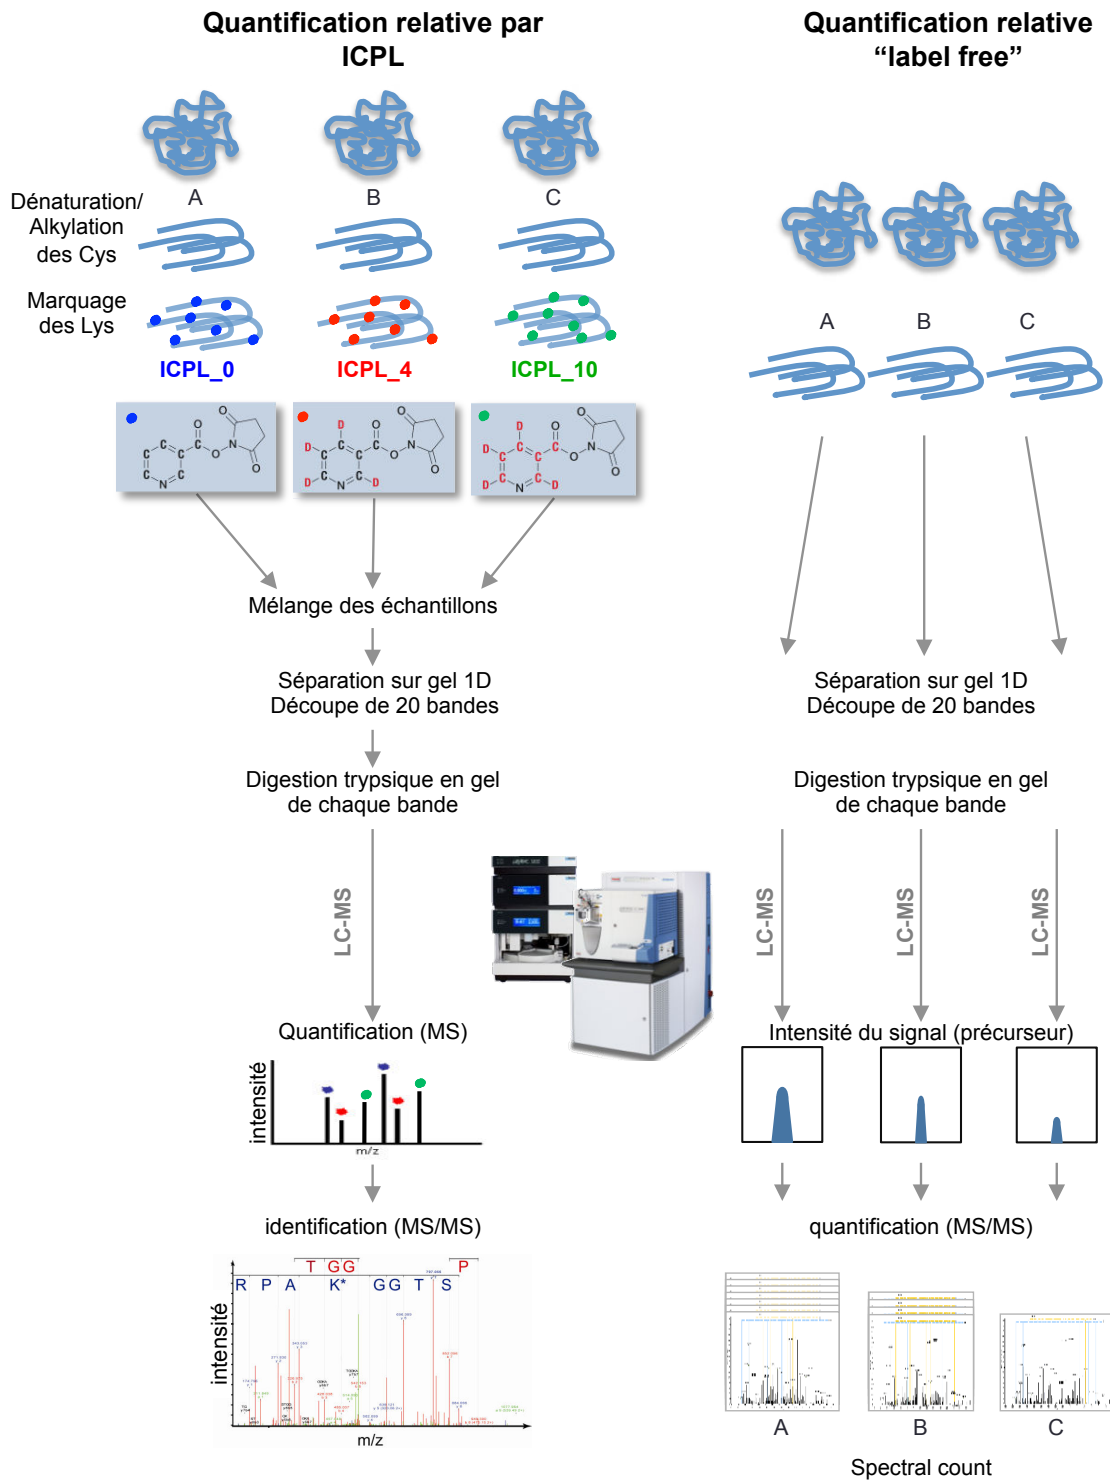 Quantification relative par
ICPL
A
B
C
Dénaturation/
Alkylation
des Cys
Marquage
des Lys
ICPL_0
ICPL_4
ICPL_10
Mélange des échantillons
Séparation sur gel 1D
Découpe de 20 bandes
Digestion trypsique en gel
de chaque bande
LC-MS
Quantification (MS)
intensité
m/z
identification (MS/MS)
T G G P
R P A K* G G T S
intensité
m/z
Quantification relative
“label free”
A
B
C
Séparation sur gel 1D
Découpe de 20 bandes
Digestion trypsique en gel
de chaque bande
LC-MS
LC-MS
LC-MS
Intensité du signal (précurseur)
quantification (MS/MS)
A
B
C
Spectral count